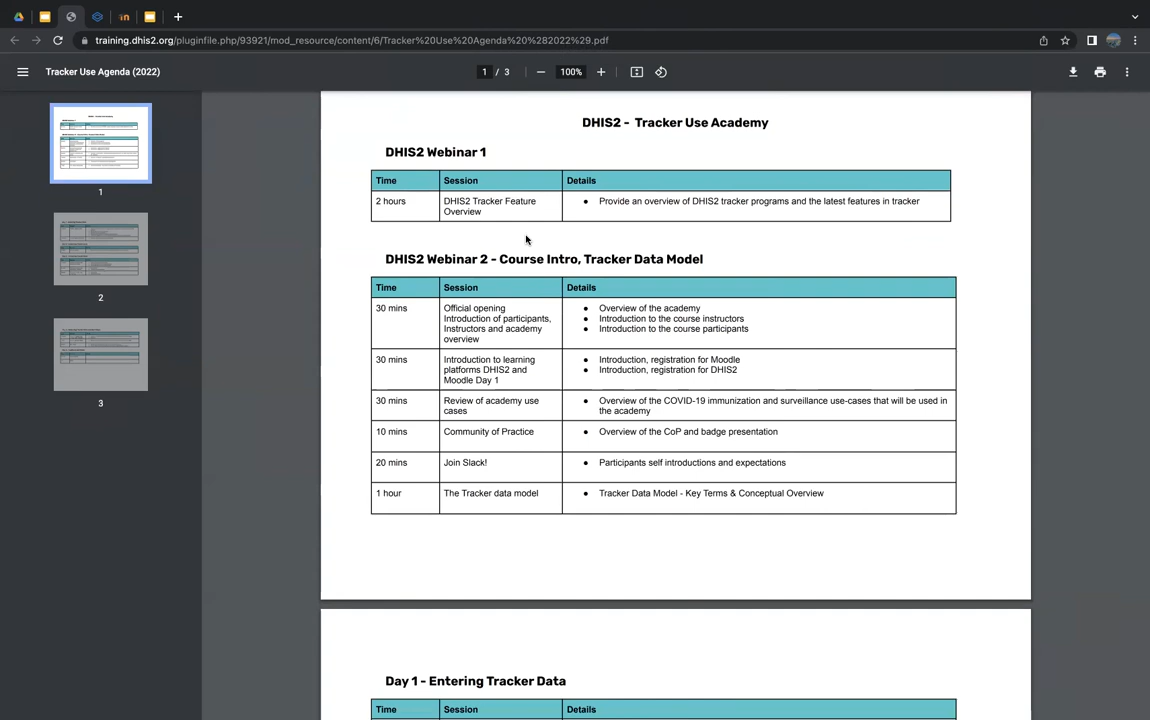 training.dhis2.org/pluginfile.php/93921/mod_resource/content/6/Tracker%20Use%20Agenda%20%282022%29.pdf
Tracker Use Agenda (2022)
1 / 3
100%
1
2
3
DHIS2 - Tracker Use Academy
DHIS2 Webinar 1
Time Session Details
2 hours DHIS2 Tracker Feature ● Provide an overview of DHIS2 tracker programs and the latest features in tracker
Overview
DHIS2 Webinar 2 - Course Intro, Tracker Data Model
Time Session Details
30 mins Official opening ● Overview of the academy
Introduction of participants, ● Introduction to the course instructors
Instructors and academy ● Introduction to the course participants
overview
30 mins Introduction to learning ● Introduction, registration for Moodle
platforms DHIS2 and ● Introduction, registration for DHIS2
Moodle Day 1
30 mins Review of academy use ● Overview of the COVID-19 immunization and surveillance use-cases that will be used in
cases the academy
10 mins Community of Practice ● Overview of the CoP and badge presentation
20 mins Join Slack! ● Participants self introductions and expectations
1 hour The Tracker data model ● Tracker Data Model - Key Terms & Conceptual Overview
Day 1 - Entering Tracker Data
Time Session Details